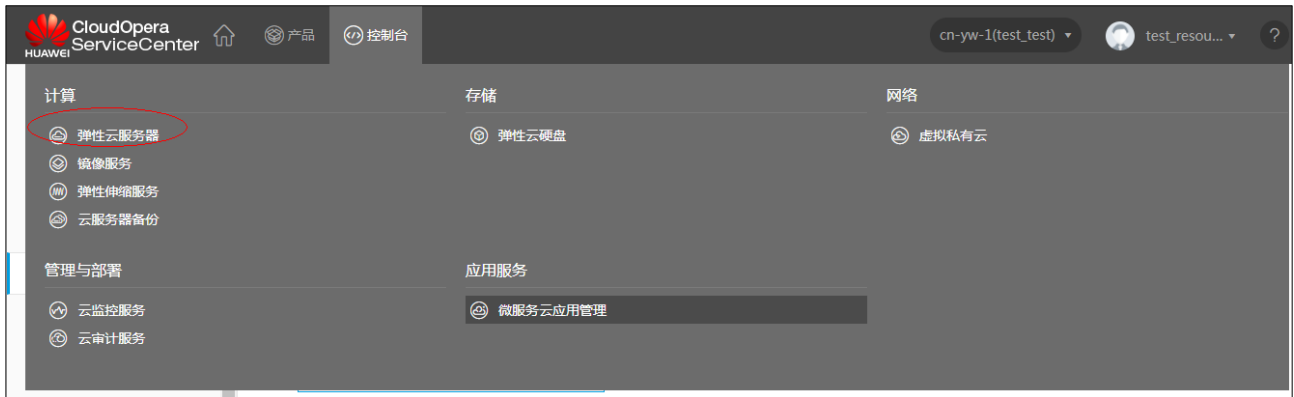 CloudOpera
ServiceCenter
HUAWEI
产品
控制台
cn-yw-1(test_test)
test_resou...
?
计算
弹性云服务器
镜像服务
弹性伸缩服务
云服务器备份
存储
弹性云硬盘
网络
虚拟私有云
管理与部署
云监控服务
云审计服务
应用服务
微服务云应用管理